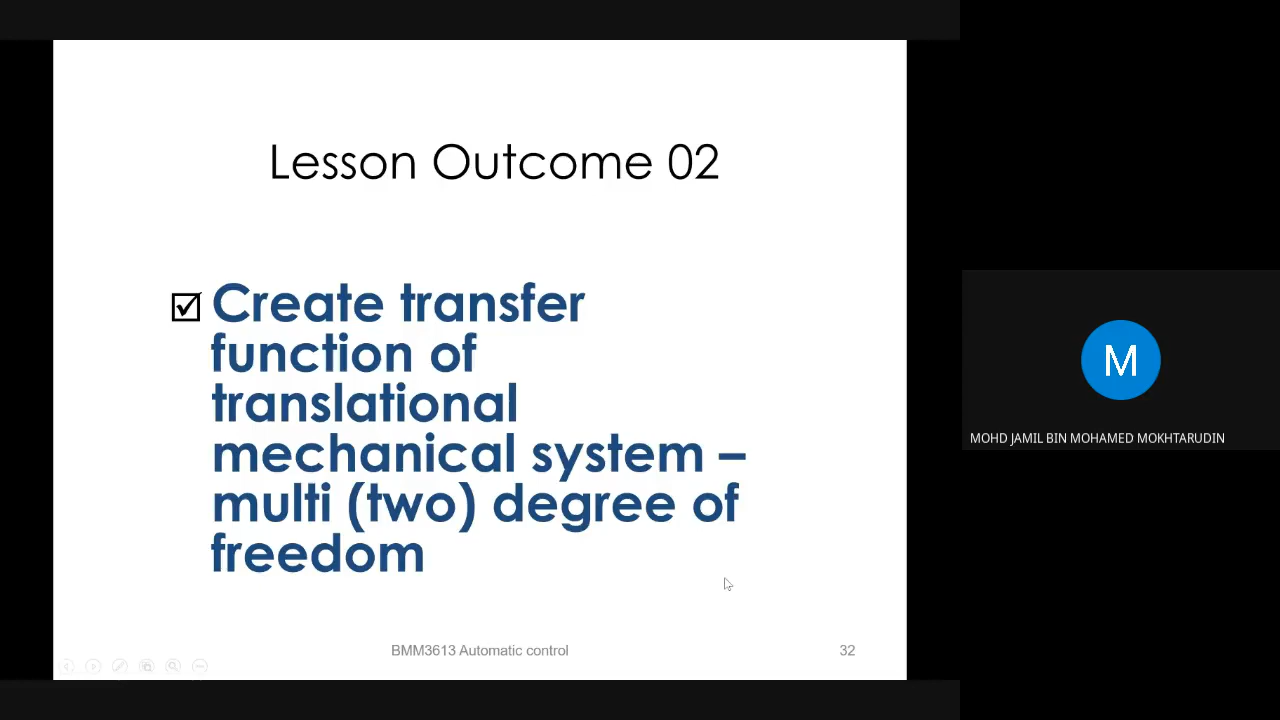 Lesson Outcome 02
Create transfer
function of
translational
mechanical system –
multi (two) degree of
freedom
BMM3613 Automatic control
32
M
MOHD JAMIL BIN MOHAMED MOKHTARUDIN